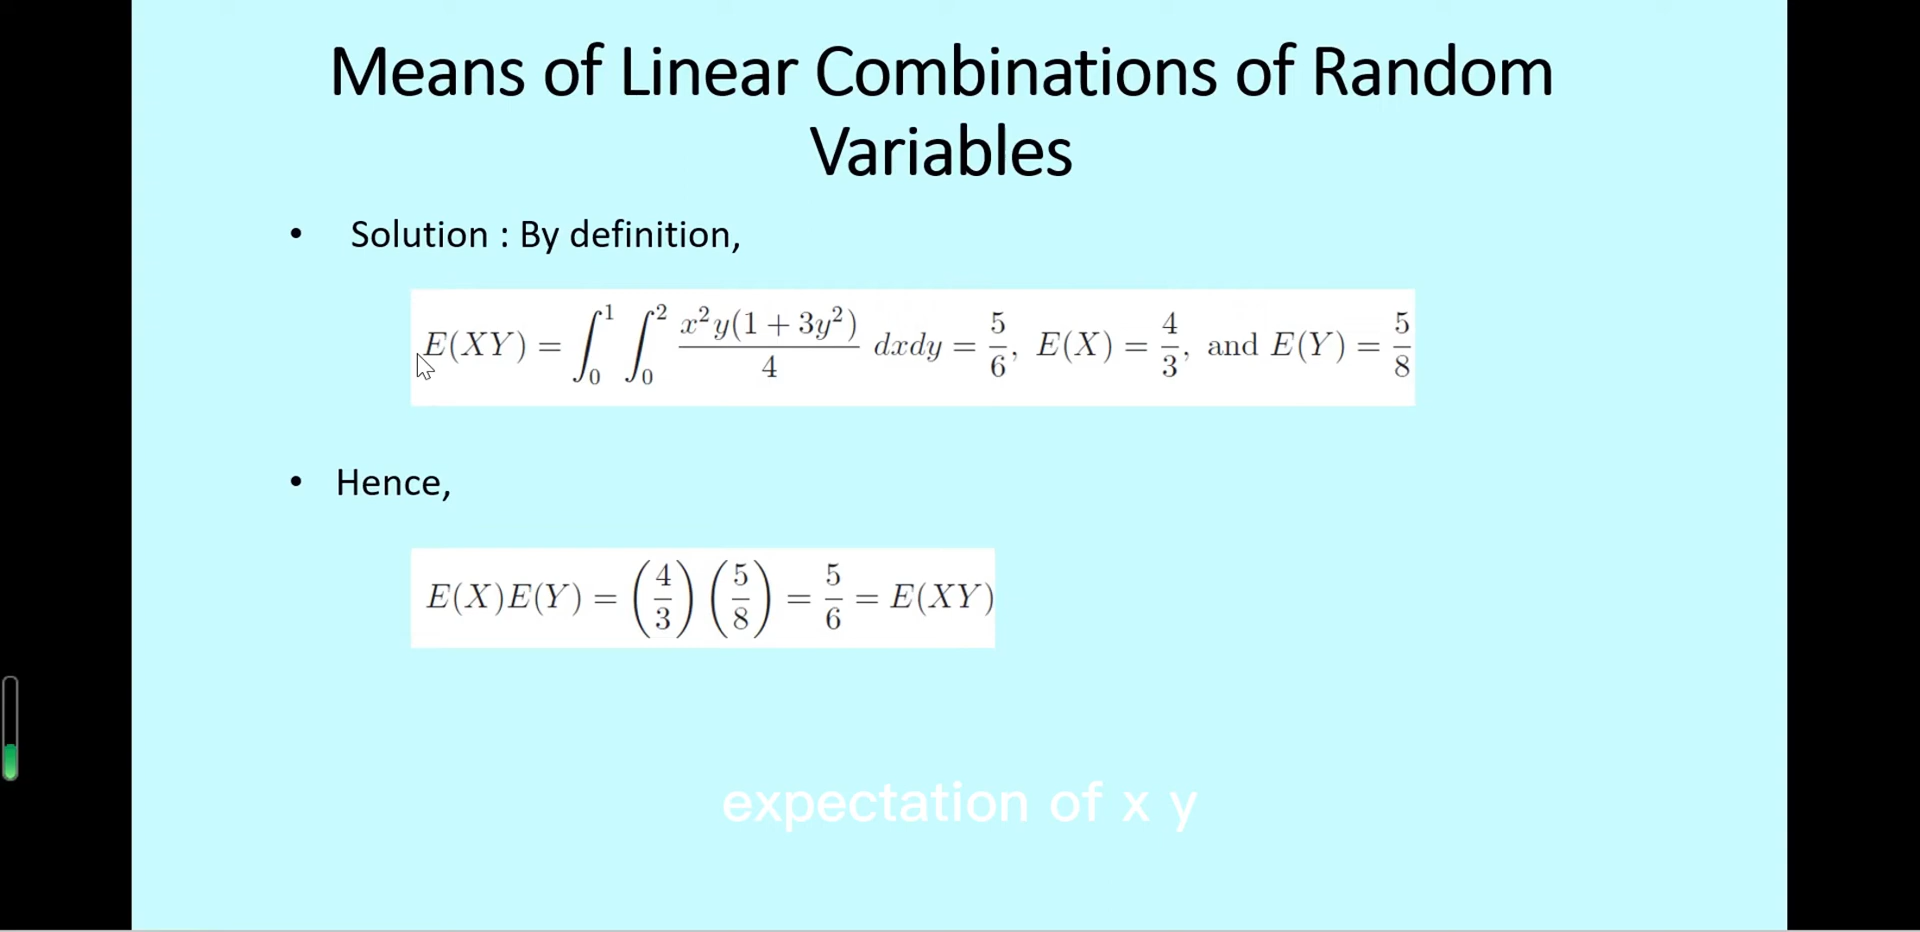 Means of Linear Combinations of Random
Variables
• Solution : By definition,
E(XY) = ∫₀¹ ∫₀² x²y(1 + 3y²)/4 dxdy = 5/6, E(X) = 4/3, and E(Y) = 5/8
• Hence,
E(X)E(Y) = (4/3) (5/8) = 5/6 = E(XY)
expectation of x y